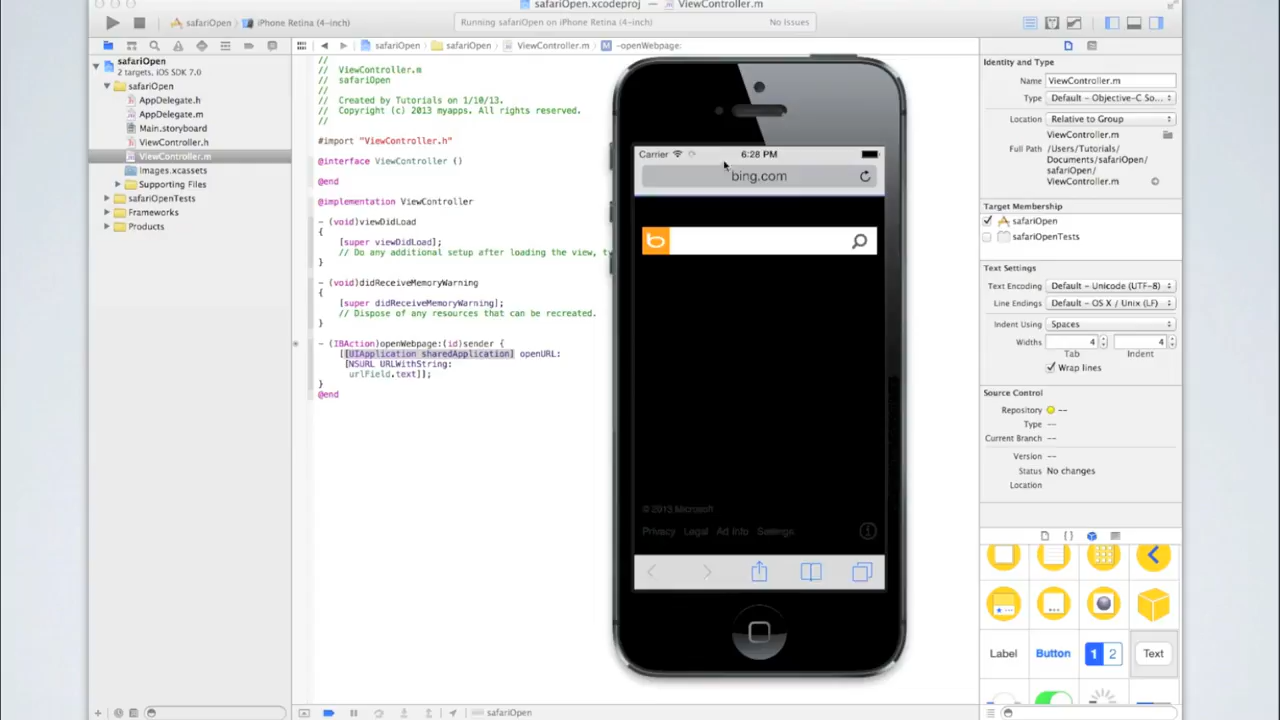 safariOpen.xcodeproj — ViewController.m
safariOpen
iPhone Retina (4-inch)
Running safariOpen on iPhone Retina (4-inch)
No Issues
safariOpen
safariOpen
ViewController.m
M
-openWebpage:
safariOpen
2 targets, iOS SDK 7.0
safariOpen
AppDelegate.h
AppDelegate.m
Main.storyboard
ViewController.h
ViewController.m
Images.xcassets
Supporting Files
safariOpenTests
Frameworks
Products
//
//  ViewController.m
//  safariOpen
//
//  Created by Tutorials on 1/10/13.
//  Copyright (c) 2013 myapps. All rights reserved.
//
#import "ViewController.h"
@interface ViewController ()
@end
@implementation ViewController
- (void)viewDidLoad
{
[super viewDidLoad];
// Do any additional setup after loading the view,
}
- (void)didReceiveMemoryWarning
{
[super didReceiveMemoryWarning];
// Dispose of any resources that can be recreated.
}
- (IBAction)openWebpage:(id)sender {
[[UIApplication sharedApplication] openURL:
[NSURL URLWithString:
urlField.text]];
}
@end
Carrier
6:28 PM
bing.com
b
© 2013 Microsoft
Privacy Legal Ad Info Settings
Identity and Type
Name ViewController.m
Type Default - Objective-C So...
Location Relative to Group
ViewController.m
Full Path /Users/Tutorials/
Documents/safariOpen/
safariOpen/
ViewController.m
Target Membership
safariOpen
safariOpenTests
Text Settings
Text Encoding Default - Unicode (UTF-8)
Line Endings Default - OS X / Unix (LF)
Indent Using Spaces
Widths 4 4
Tab Indent
Wrap lines
Source Control
Repository --
Type --
Current Branch --
Version --
Status No changes
Location
Label
Button
1 2
Text
safariOpen